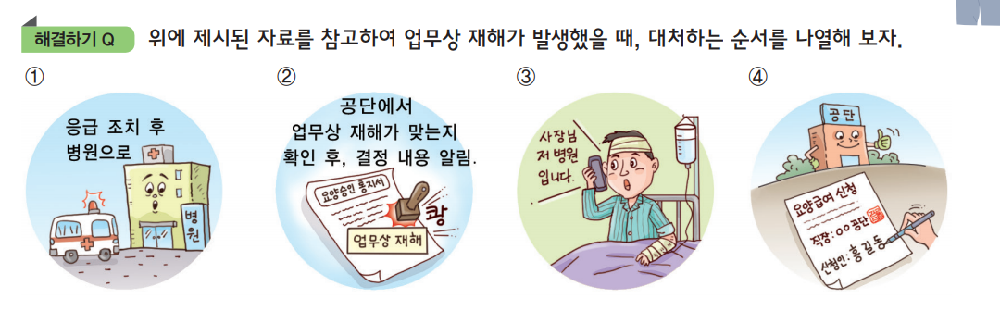 해결하기 Q 위에 제시된 자료를 참고하여 업무상 재해가 발생했을 때, 대처하는 순서를 나열해 보자.
①
응급 조치 후
병원으로
병원
②
공단에서
업무상 재해가 맞는지
확인 후, 결정 내용 알림.
요양승인 통지서
쾅
업무상 재해
③
사장님
저 병원
입니다.
④
공단
요양급여 신청
직장: 00공단
신청인: 홍길동